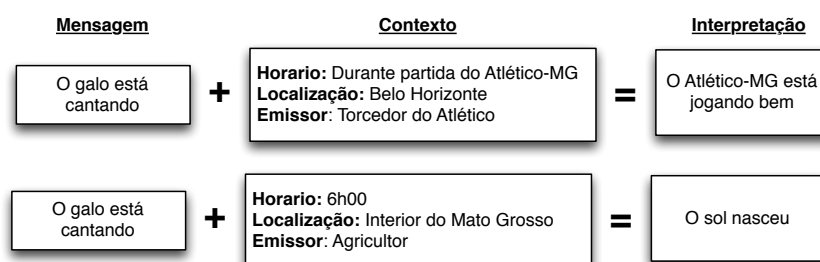 Mensagem
Contexto
Interpretação
O galo está
cantando
+
Horario: Durante partida do Atlético-MG
Localização: Belo Horizonte
Emissor: Torcedor do Atlético
=
O Atlético-MG está
jogando bem
O galo está
cantando
+
Horario: 6h00
Localização: Interior do Mato Grosso
Emissor: Agricultor
=
O sol nasceu